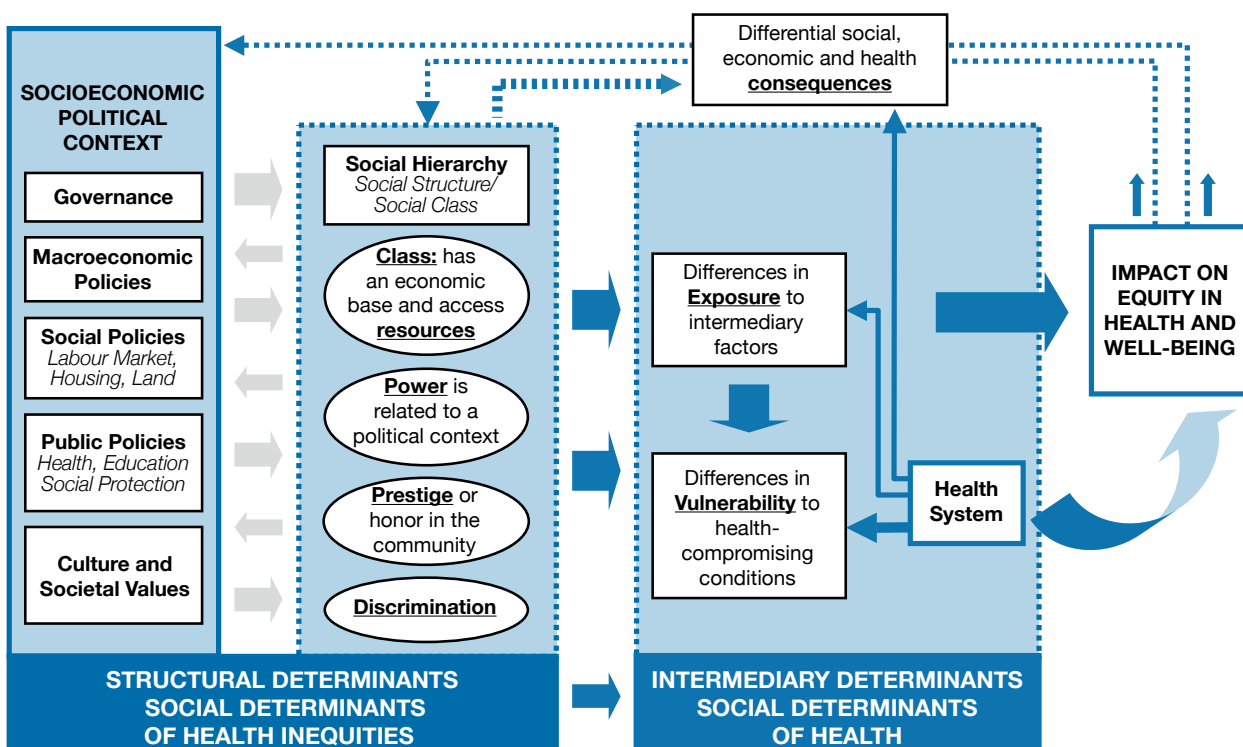 Differential social,
economic and health
consequences
SOCIOECONOMIC
POLITICAL
CONTEXT
Governance
Macroeconomic
Policies
Social Policies
Labour Market,
Housing, Land
Public Policies
Health, Education
Social Protection
Culture and
Societal Values
Social Hierarchy
Social Structure/
Social Class
Class: has
an economic
base and access
resources
Power is
related to a
political context
Prestige or
honor in the
community
Discrimination
Differences in
Exposure to
intermediary
factors
Differences in
Vulnerability to
health-
compromising
conditions
Health
System
IMPACT ON
EQUITY IN
HEALTH AND
WELL-BEING
STRUCTURAL DETERMINANTS
SOCIAL DETERMINANTS
OF HEALTH INEQUITIES
INTERMEDIARY DETERMINANTS
SOCIAL DETERMINANTS
OF HEALTH